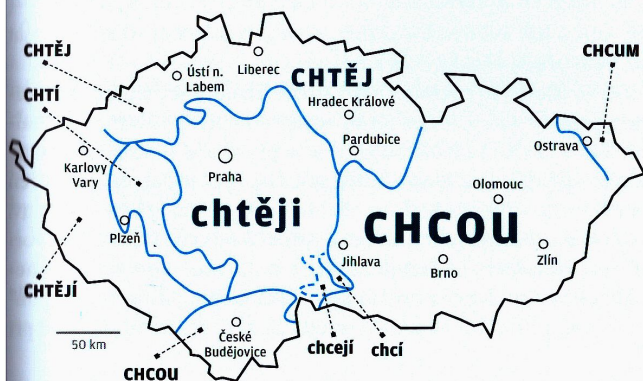 CHTĚJ
CHTÍ
CHTĚJÍ
CHCOU
CHTĚJ
CHCUM
Ústí n.
Labem
Liberec
Hradec Králové
Pardubice
Karlovy
Vary
Praha
Plzeň
chtěji
CHCOU
Ostrava
Olomouc
Jihlava
Brno
Zlín
České
Budějovice
chcejí
chcí
50 km